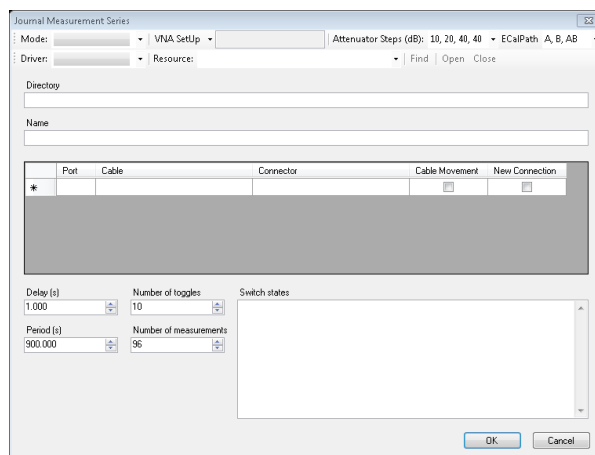 Journal Measurement Series
Mode: VNA SetUp Attenuator Steps (dB): 10, 20, 40, 40 ECalPath A, B, AB
Driver: Resource: Find Open Close
Directory
Name
Port Cable Connector Cable Movement New Connection
*
Delay (s) Number of toggles Switch states
1.000 10
Period (s) Number of measurements
900.000 96
OK Cancel